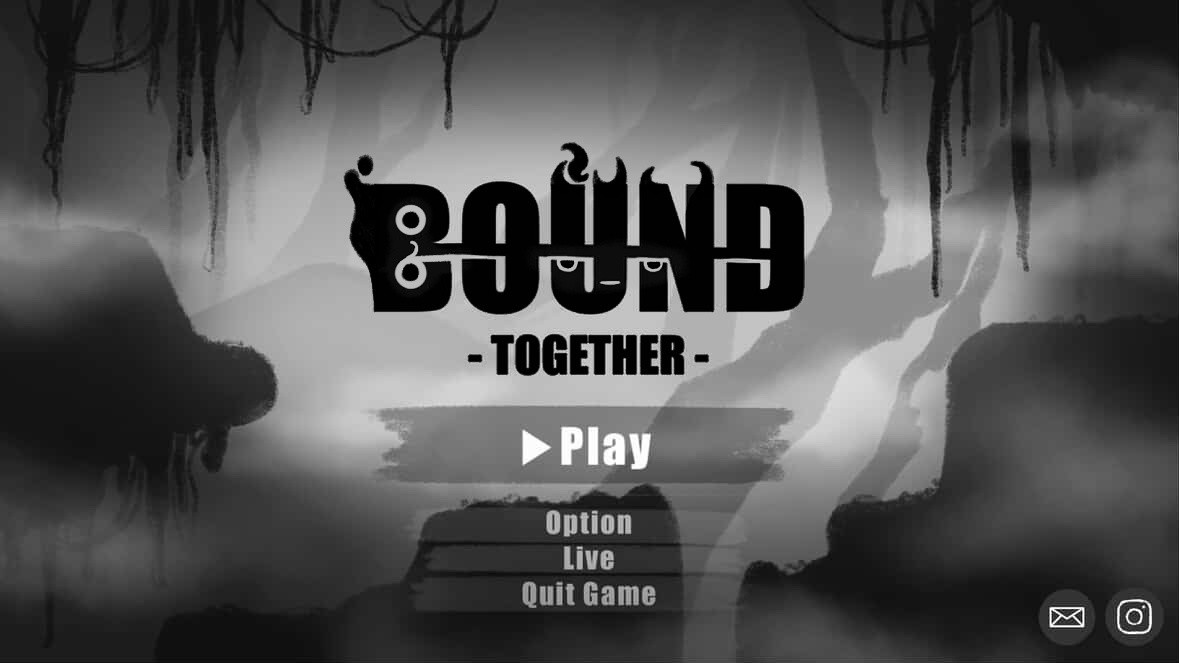 BOUND
- TOGETHER -
Play
Option
Live
Quit Game